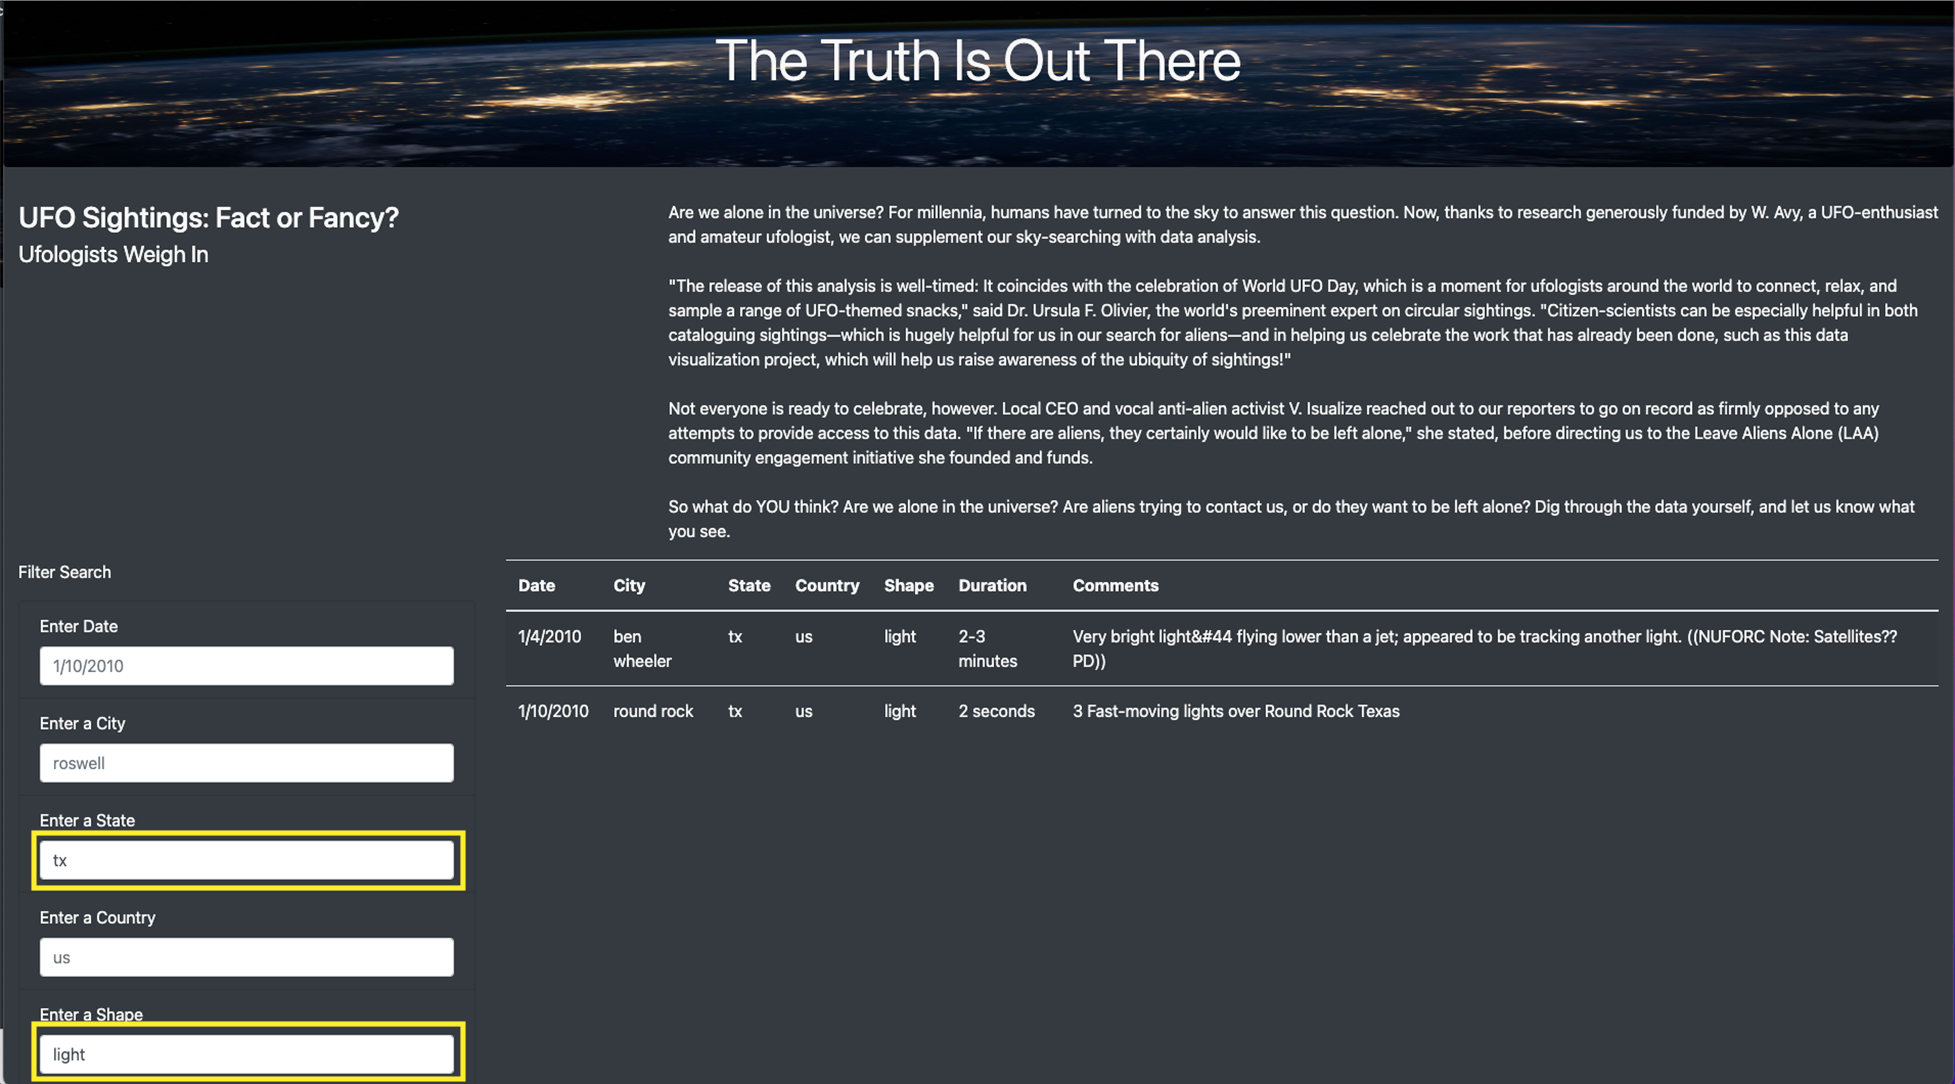 The Truth Is Out There
UFO Sightings: Fact or Fancy?
Ufologists Weigh In
Are we alone in the universe? For millennia, humans have turned to the sky to answer this question. Now, thanks to research generously funded by W. Avy, a UFO-enthusiast
and amateur ufologist, we can supplement our sky-searching with data analysis.
"The release of this analysis is well-timed: It coincides with the celebration of World UFO Day, which is a moment for ufologists around the world to connect, relax, and
sample a range of UFO-themed snacks," said Dr. Ursula F. Olivier, the world's preeminent expert on circular sightings. "Citizen-scientists can be especially helpful in both
cataloguing sightings—which is hugely helpful for us in our search for aliens—and in helping us celebrate the work that has already been done, such as this data
visualization project, which will help us raise awareness of the ubiquity of sightings!"
Not everyone is ready to celebrate, however. Local CEO and vocal anti-alien activist V. Isualize reached out to our reporters to go on record as firmly opposed to any
attempts to provide access to this data. "If there are aliens, they certainly would like to be left alone," she stated, before directing us to the Leave Aliens Alone (LAA)
community engagement initiative she founded and funds.
So what do YOU think? Are we alone in the universe? Are aliens trying to contact us, or do they want to be left alone? Dig through the data yourself, and let us know what
you see.
Filter Search
Enter Date
1/10/2010
Enter a City
roswell
Enter a State
tx
Enter a Country
us
Enter a Shape
light
Date City State Country Shape Duration Comments
1/4/2010 ben tx us light 2-3 Very bright light&#44 flying lower than a jet; appeared to be tracking another light. ((NUFORC Note: Satellites??
wheeler minutes PD))
1/10/2010 round rock tx us light 2 seconds 3 Fast-moving lights over Round Rock Texas